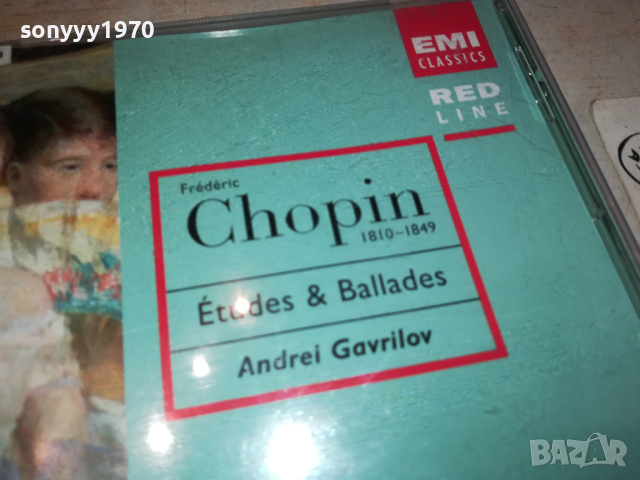 sonyyy1970
EMI
CLASSICS
RED
LINE
Frédéric
Chopin
1810–1849
Études & Ballades
Andrei Gavrilov
BAZAR